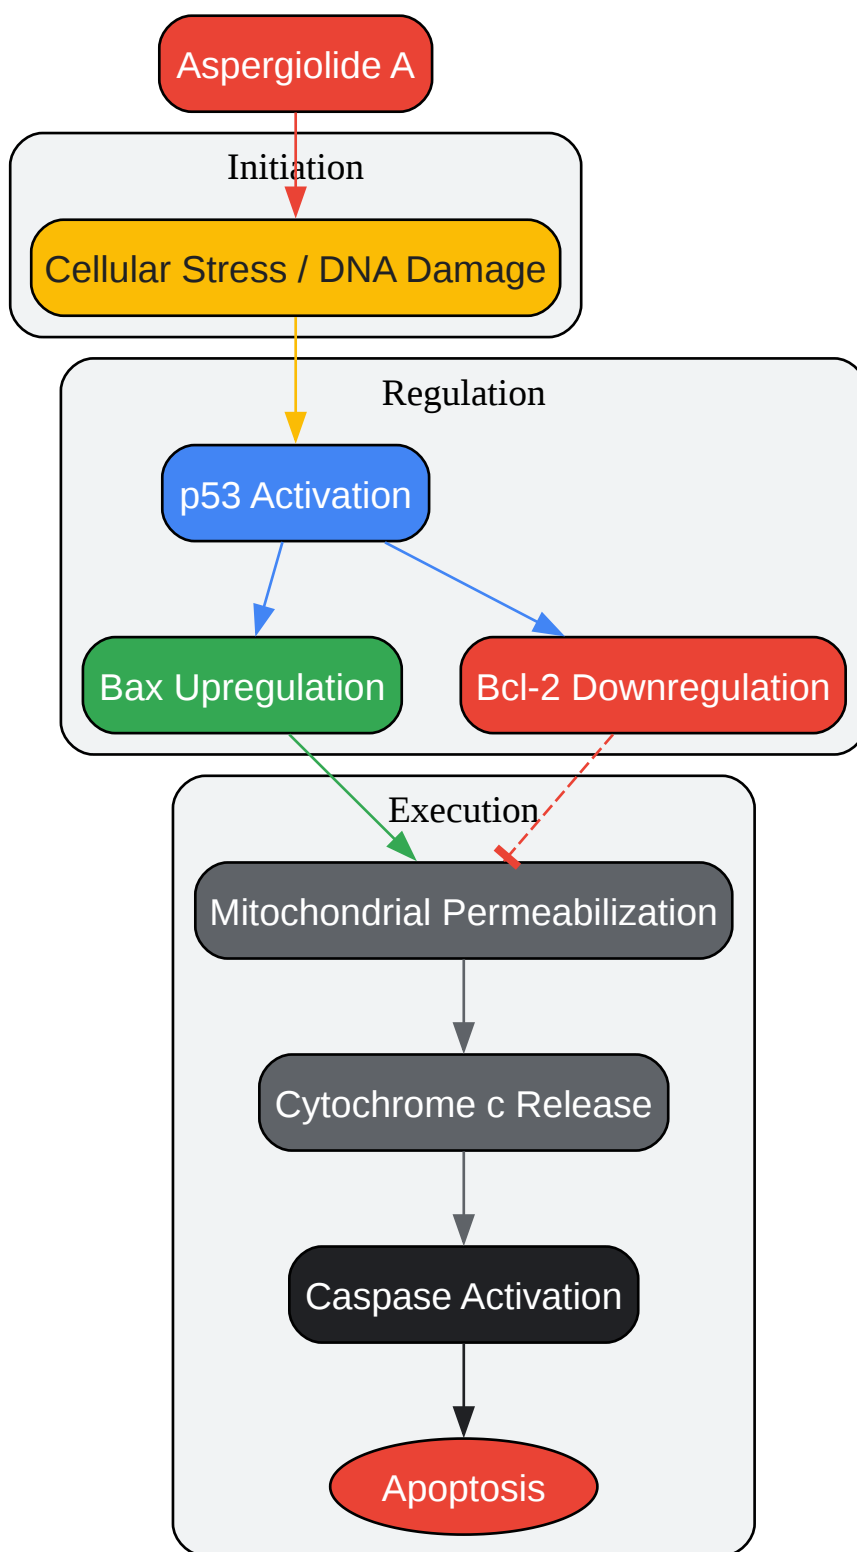 Aspergiolide A
Initiation
Cellular Stress / DNA Damage
Regulation
p53 Activation
Bax Upregulation
Bcl-2 Downregulation
Execution
Mitochondrial Permeabilization
Cytochrome c Release
Caspase Activation
Apoptosis